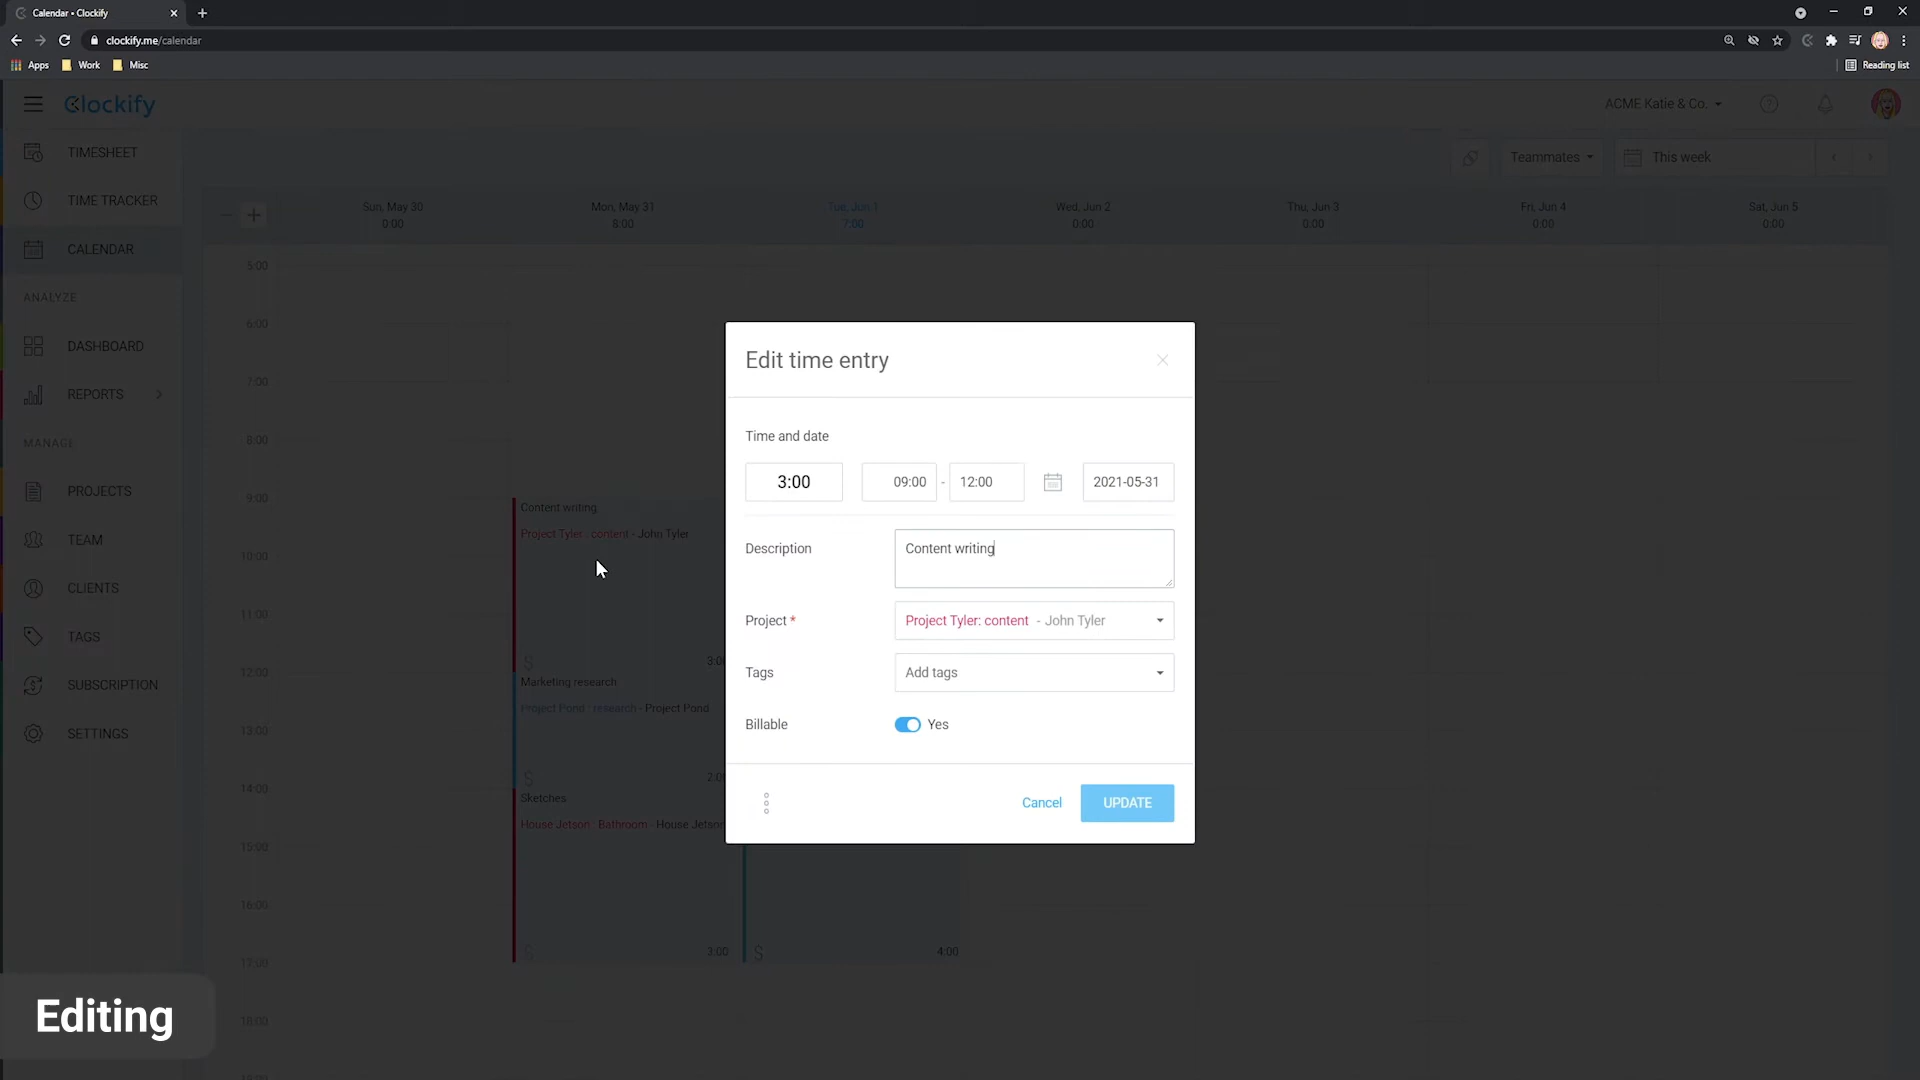 Calendar • Clockify
clockify.me/calendar
Apps
Work
Misc
Reading list
Clockify
ACME Katie & Co.
TIMESHEET
Teammates
This week
TIME TRACKER
Sun, May 30
0:00
Mon, May 31
8:00
Tue, Jun 1
7:00
Wed, Jun 2
0:00
Thu, Jun 3
0:00
Fri, Jun 4
0:00
Sat, Jun 5
0:00
CALENDAR
ANALYZE
DASHBOARD
REPORTS
MANAGE
PROJECTS
TEAM
CLIENTS
TAGS
SUBSCRIPTION
SETTINGS
5:00
6:00
7:00
8:00
9:00
10:00
11:00
12:00
13:00
14:00
15:00
16:00
17:00
18:00
Content writing
Project Tyler : content - John Tyler
3:00
Marketing research
Project Pond : research - Project Pond
Sketches
House Jetson : Bathroom - House Jetson
3:00
4:00
Edit time entry
Time and date
3:00
09:00 - 12:00
2021-05-31
Description
Content writing
Project *
Project Tyler: content - John Tyler
Tags
Add tags
Billable
Yes
Cancel
UPDATE
Editing